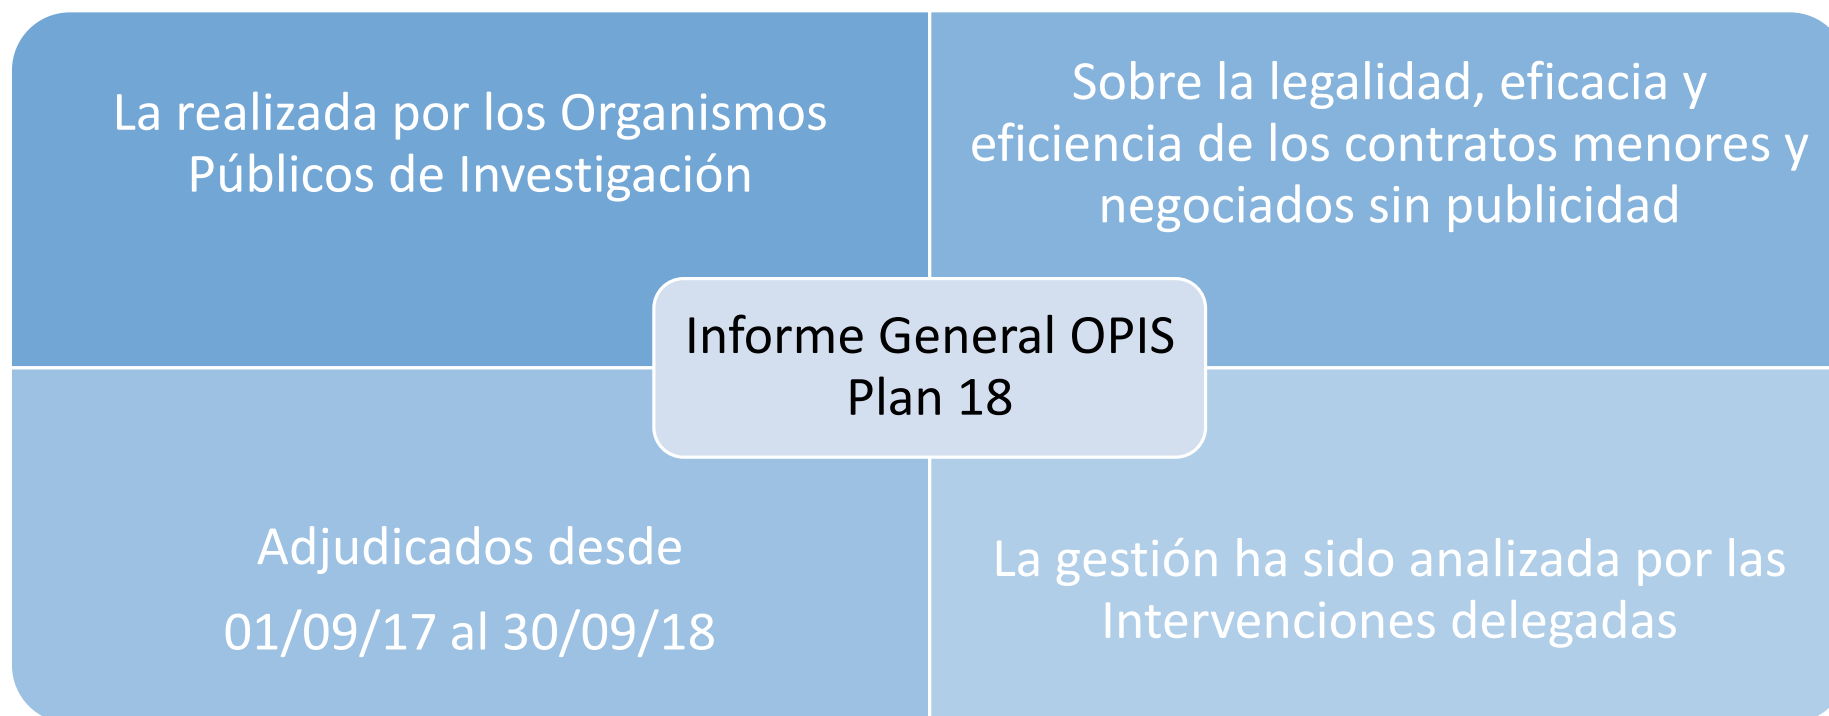 La realizada por los Organismos
Públicos de Investigación
Sobre la legalidad, eficacia y
eficiencia de los contratos menores y
negociados sin publicidad
Informe General OPIS
Plan 18
Adjudicados desde
01/09/17 al 30/09/18
La gestión ha sido analizada por las
Intervenciones delegadas